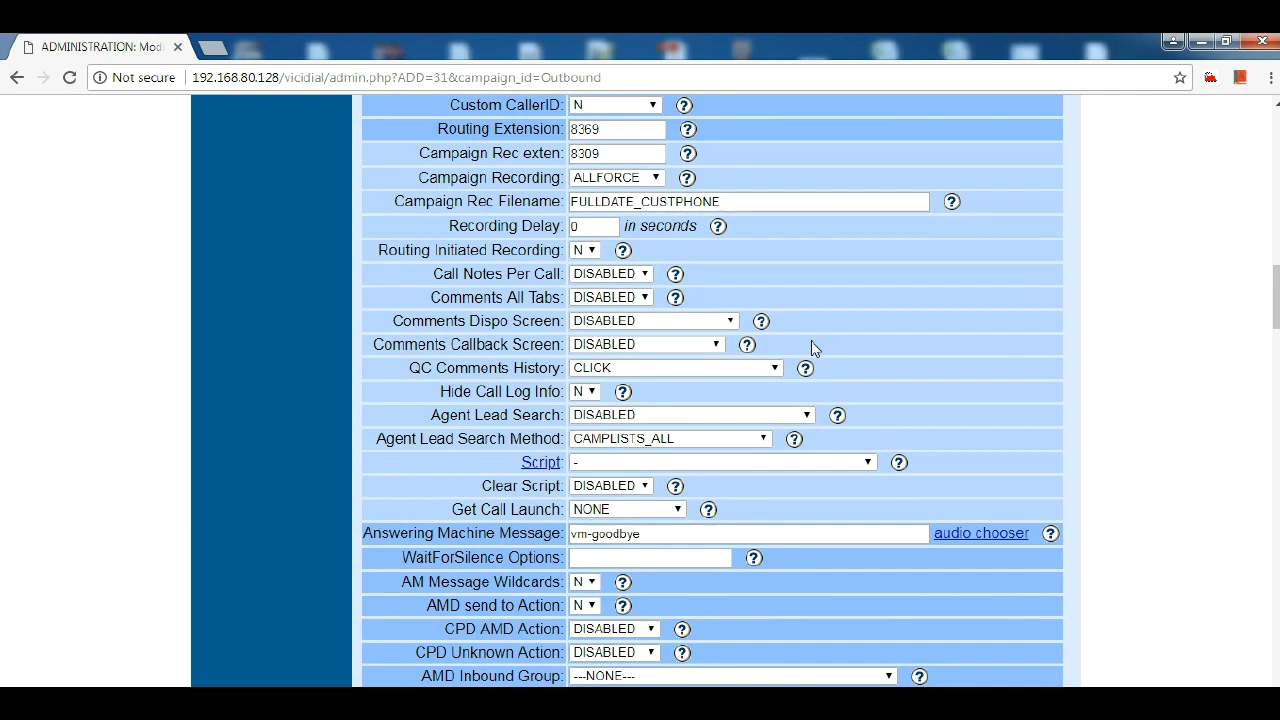 ADMINISTRATION: Modi
Not secure 192.168.80.128/vicidial/admin.php?ADD=31&campaign_id=Outbound
Custom CallerID: N
Routing Extension: 8369
Campaign Rec exten: 8309
Campaign Recording: ALLFORCE
Campaign Rec Filename: FULLDATE_CUSTPHONE
Recording Delay: 0 in seconds
Routing Initiated Recording: N
Call Notes Per Call: DISABLED
Comments All Tabs: DISABLED
Comments Dispo Screen: DISABLED
Comments Callback Screen: DISABLED
QC Comments History: CLICK
Hide Call Log Info: N
Agent Lead Search: DISABLED
Agent Lead Search Method: CAMPLISTS_ALL
Script: -
Clear Script: DISABLED
Get Call Launch: NONE
Answering Machine Message: vm-goodbye audio chooser
WaitForSilence Options:
AM Message Wildcards: N
AMD send to Action: N
CPD AMD Action: DISABLED
CPD Unknown Action: DISABLED
AMD Inbound Group: ---NONE---